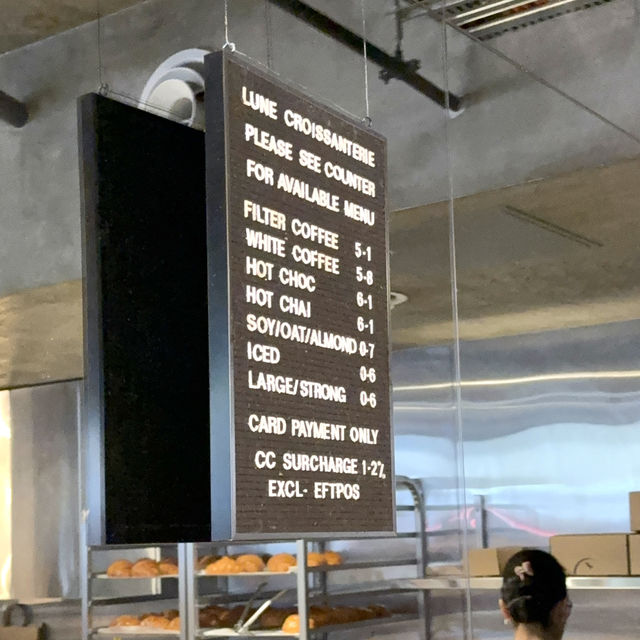 LUNE CROISSANTERIE
PLEASE SEE COUNTER
FOR AVAILABLE MENU
FILTER COFFEE 5-1
WHITE COFFEE 5-8
HOT CHOC 6-1
HOT CHAI 6-1
SOY/OAT/ALMOND 0-7
ICED 0-6
LARGE/STRONG 0-6
CARD PAYMENT ONLY
CC SURCHARGE 1-2%
EXCL- EFTPOS